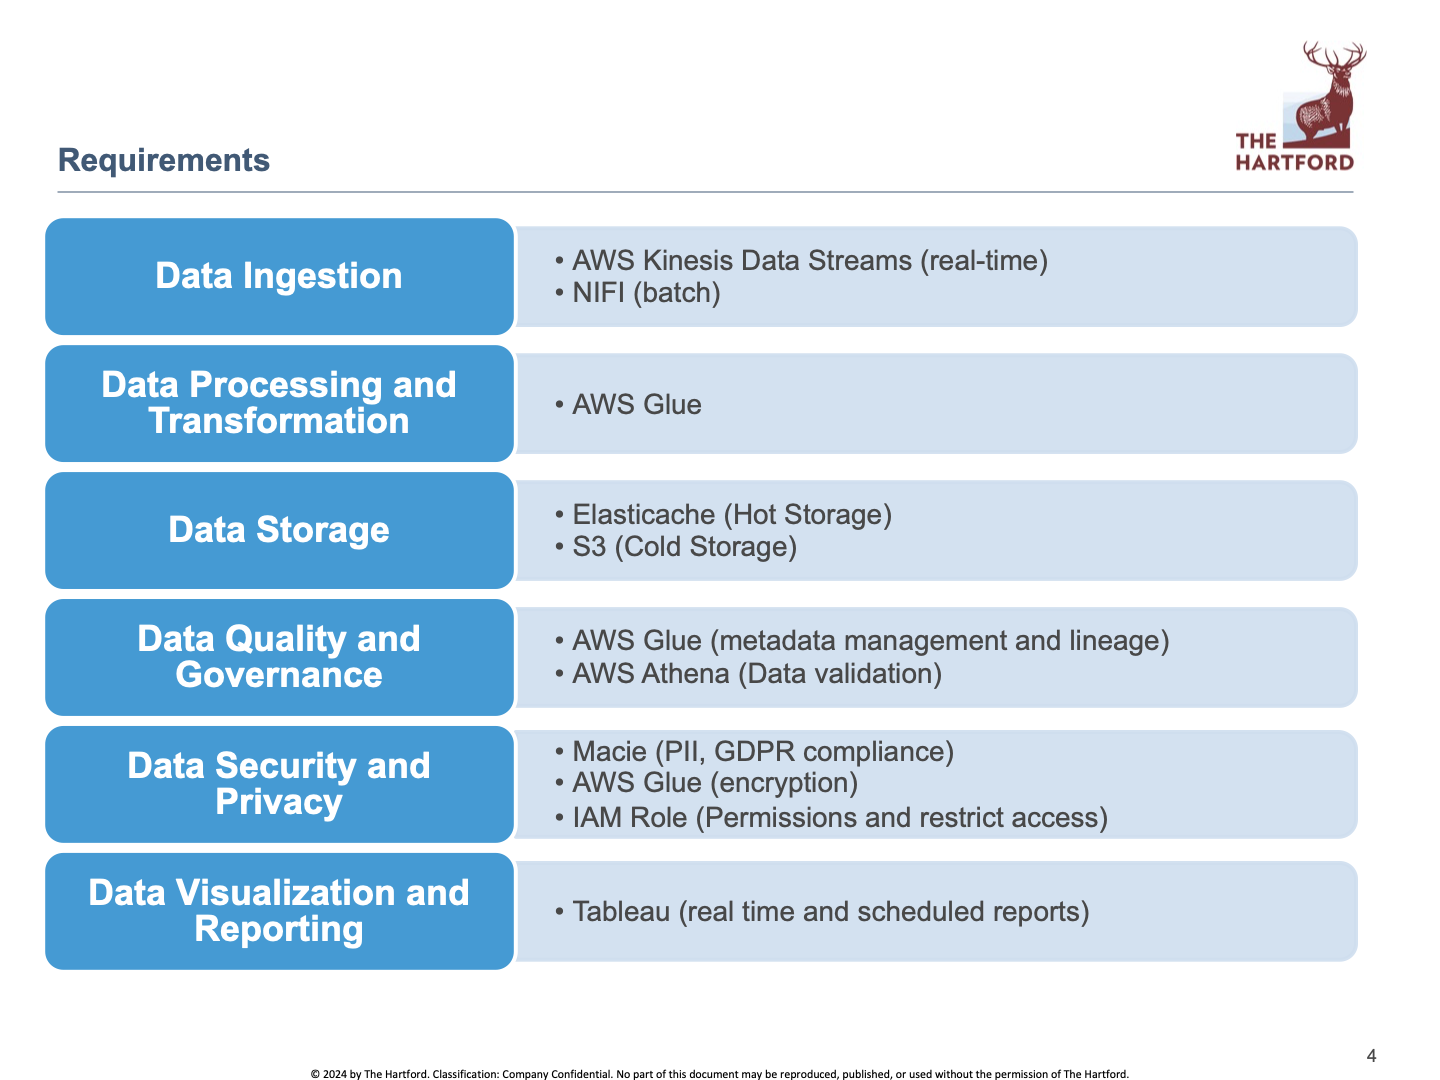 THE
HARTFORD
Requirements
Data Ingestion
• AWS Kinesis Data Streams (real-time)
• NIFI (batch)
Data Processing and
Transformation
• AWS Glue
Data Storage
• Elasticache (Hot Storage)
• S3 (Cold Storage)
Data Quality and
Governance
• AWS Glue (metadata management and lineage)
• AWS Athena (Data validation)
Data Security and
Privacy
• Macie (PII, GDPR compliance)
• AWS Glue (encryption)
• IAM Role (Permissions and restrict access)
Data Visualization and
Reporting
• Tableau (real time and scheduled reports)
4
© 2024 by The Hartford. Classification: Company Confidential. No part of this document may be reproduced, published, or used without the permission of The Hartford.